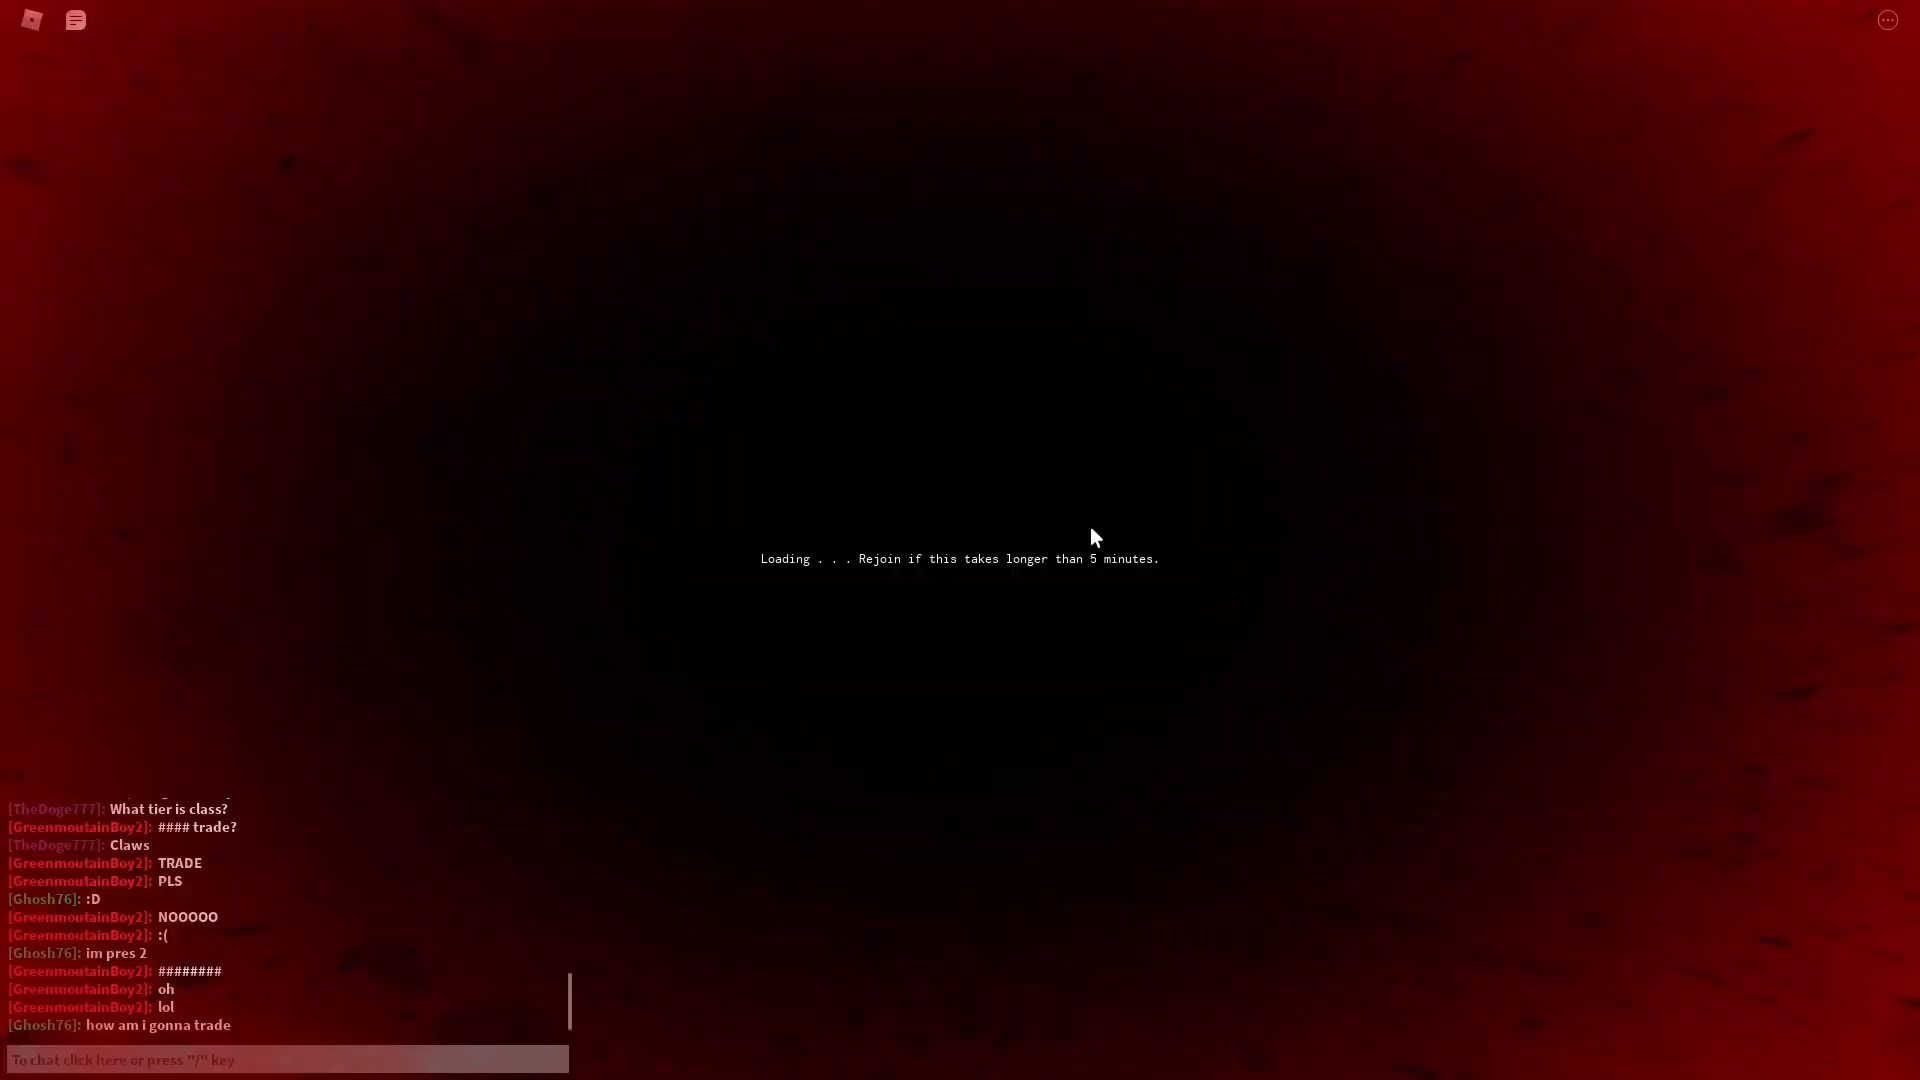 Loading . . . Rejoin if this takes longer than 5 minutes.
[TheDoge777]: What tier is class?
[GreenmoutainBoy2]: #### trade?
[TheDoge777]: Claws
[GreenmoutainBoy2]: TRADE
[GreenmoutainBoy2]: PLS
[Ghosh76]: :D
[GreenmoutainBoy2]: NOOOOO
[GreenmoutainBoy2]: :(
[Ghosh76]: im pres 2
[GreenmoutainBoy2]: ########
[GreenmoutainBoy2]: oh
[GreenmoutainBoy2]: lol
[Ghosh76]: how am i gonna trade
To chat click here or press "/" key